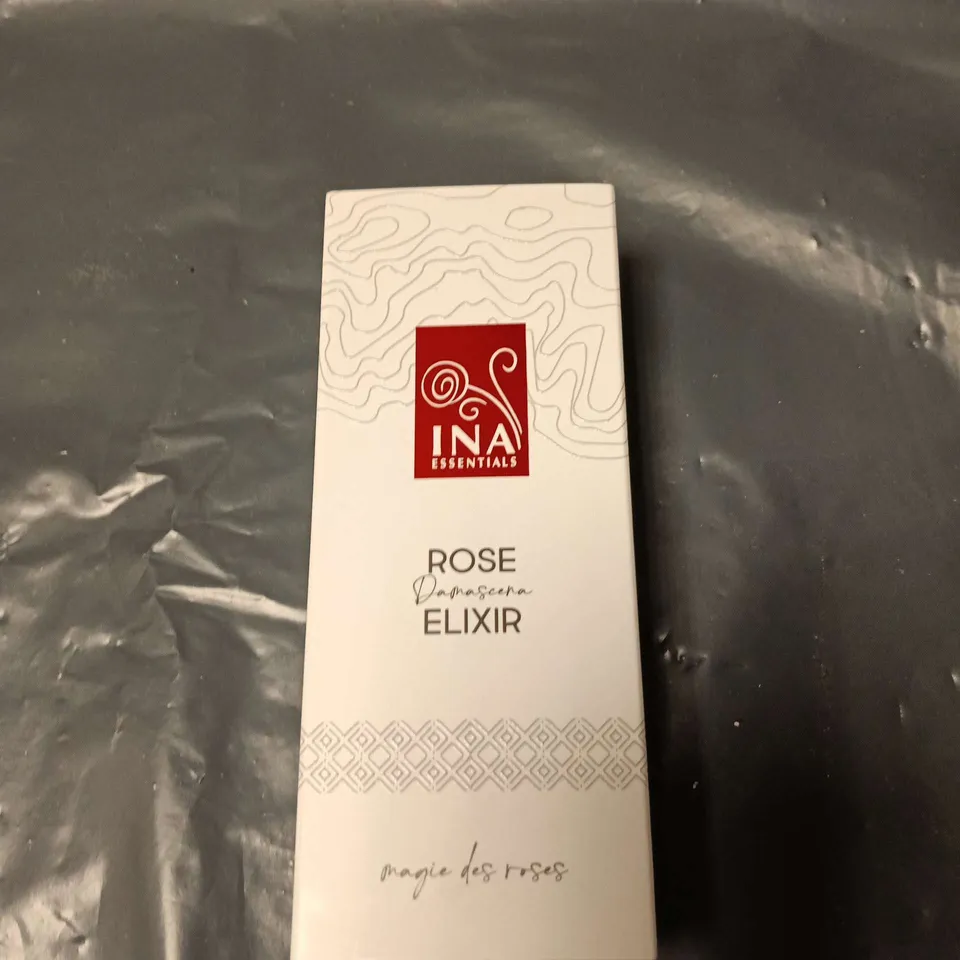 INA
ESSENTIALS
ROSE
Damascena
ELIXIR
magie des roses